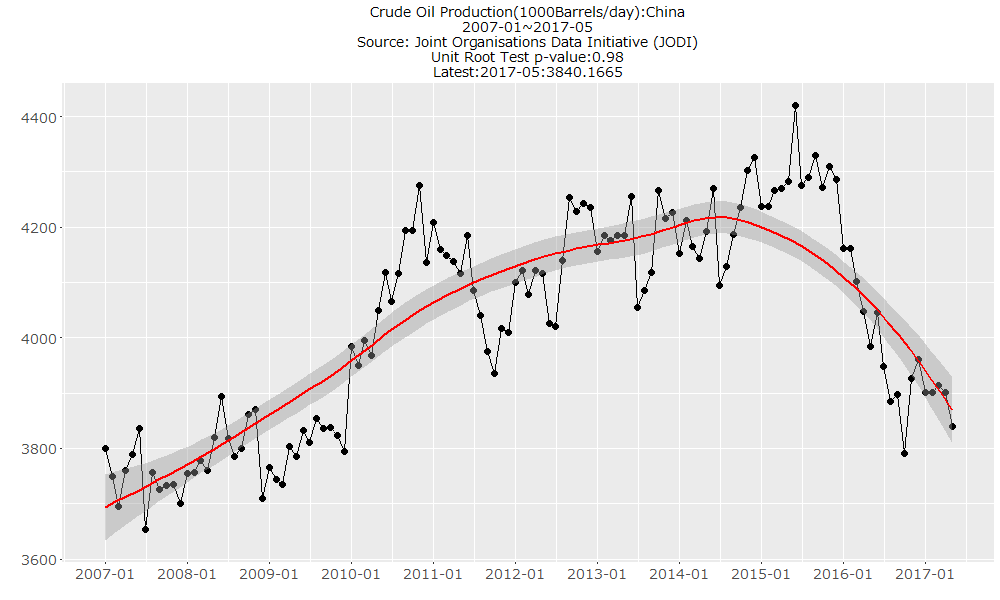 Crude Oil Production(1000Barrels/day):China
2007-01~2017-05
Source: Joint Organisations Data Initiative (JODI)
Unit Root Test p-value:0.98
Latest:2017-05:3840.1665
4400
4200
4000
3800
3600
2007-01 2008-01 2009-01 2010-01 2011-01 2012-01 2013-01 2014-01 2015-01 2016-01 2017-01